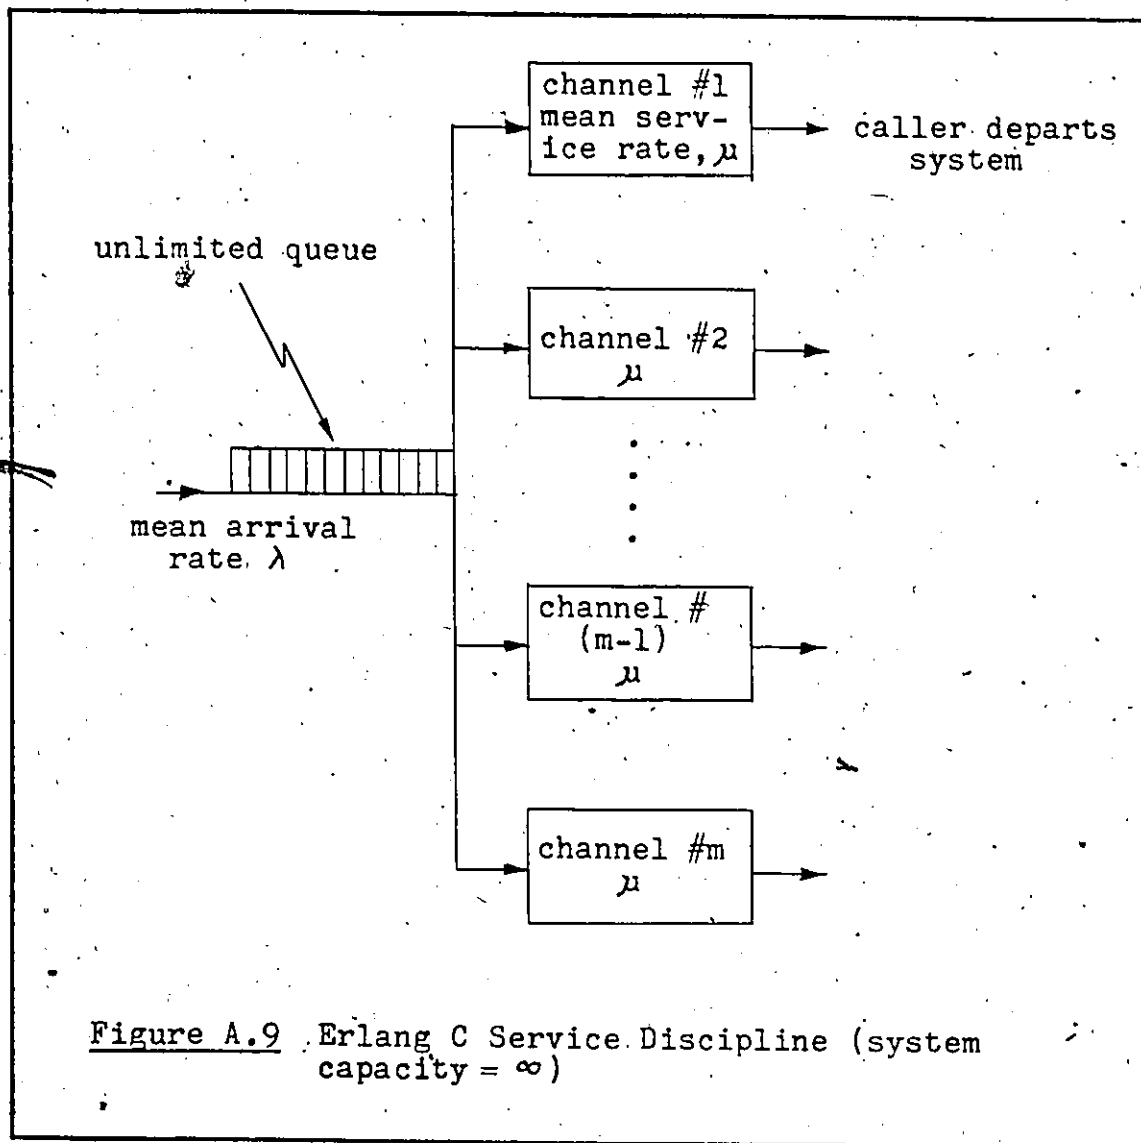 channel #1
mean serv-
ice rate, μ
caller departs
system
unlimited queue
channel #2
μ
mean arrival
rate λ
channel #
(m-1)
μ
channel #m
μ
Figure A.9 Erlang C Service Discipline (system
capacity = ∞)